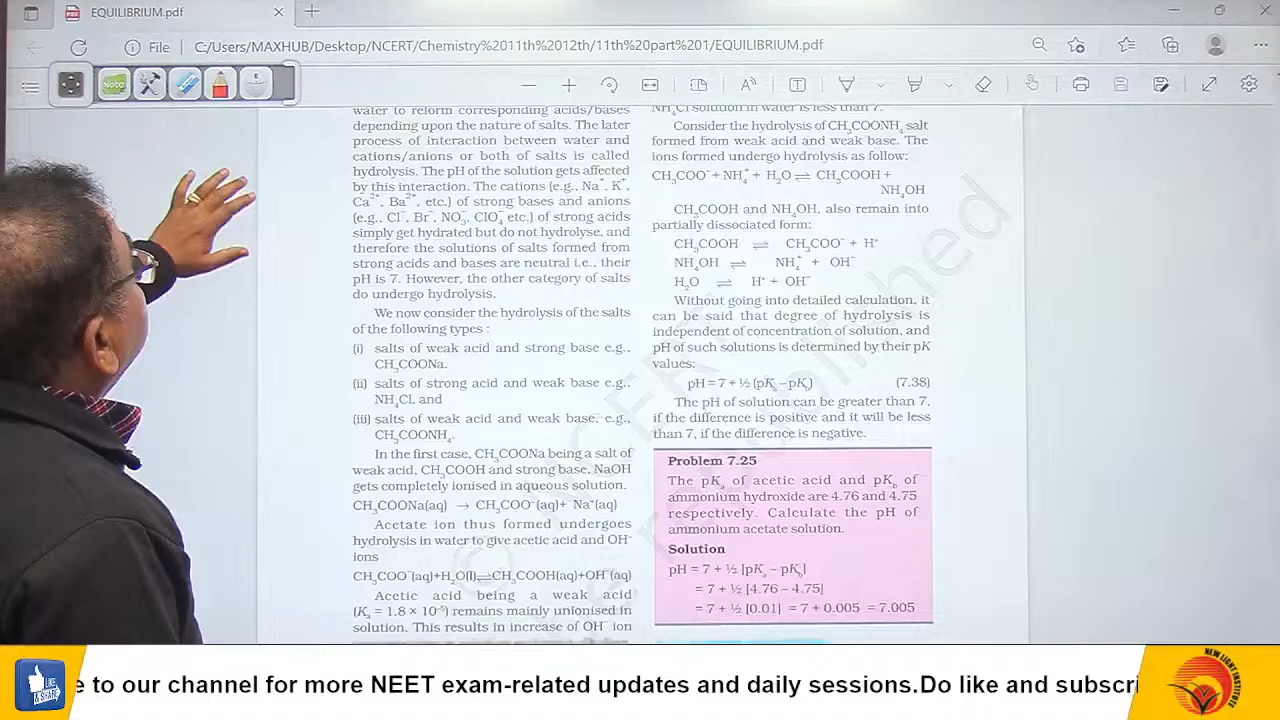 EQUILIBRIUM.pdf
File
C:/Users/MAXHUB/Desktop/NCERT/Chemistry%2011th%2012th/11th%20part%201/EQUILIBRIUM.pdf
Note
water to reform corresponding acids/bases
depending upon the nature of salts. The later
process of interaction between water and
cations/anions or both of salts is called
hydrolysis. The pH of the solution gets affected
by this interaction. The cations (e.g., Na⁺, K⁺,
Ca²⁺, Ba²⁺, etc.) of strong bases and anions
(e.g., Cl⁻, Br⁻, NO₃⁻, ClO₄⁻ etc.) of strong acids
simply get hydrated but do not hydrolyse, and
therefore the solutions of salts formed from
strong acids and bases are neutral i.e., their
pH is 7. However, the other category of salts
do undergo hydrolysis.
We now consider the hydrolysis of the salts
of the following types :
(i) salts of weak acid and strong base e.g.,
CH₃COONa.
(ii) salts of strong acid and weak base e.g.,
NH₄Cl, and
(iii) salts of weak acid and weak base, e.g.,
CH₃COONH₄.
In the first case, CH₃COONa being a salt of
weak acid, CH₃COOH and strong base, NaOH
gets completely ionised in aqueous solution.
CH₃COONa(aq) → CH₃COO⁻(aq)+ Na⁺(aq)
Acetate ion thus formed undergoes
hydrolysis in water to give acetic acid and OH⁻
ions
CH₃COO⁻(aq)+H₂O(l)⇌CH₃COOH(aq)+OH⁻(aq)
Acetic acid being a weak acid
(Kₐ = 1.8 × 10⁻⁵) remains mainly unionised in
solution. This results in increase of OH⁻ ion
NH₄Cl solution in water is less than 7.
Consider the hydrolysis of CH₃COONH₄ salt
formed from weak acid and weak base. The
ions formed undergo hydrolysis as follow:
CH₃COO⁻ + NH₄⁺ + H₂O ⇌ CH₃COOH +
NH₄OH
CH₃COOH and NH₄OH, also remain into
partially dissociated form:
CH₃COOH ⇌ CH₃COO⁻ + H⁺
NH₄OH ⇌ NH₄⁺ + OH⁻
H₂O ⇌ H⁺ + OH⁻
Without going into detailed calculation, it
can be said that degree of hydrolysis is
independent of concentration of solution, and
pH of such solutions is determined by their pK
values:
pH = 7 + ½ (pKₐ – pK_b) (7.38)
The pH of solution can be greater than 7,
if the difference is positive and it will be less
than 7, if the difference is negative.
Problem 7.25
The pKₐ of acetic acid and pK_b of
ammonium hydroxide are 4.76 and 4.75
respectively. Calculate the pH of
ammonium acetate solution.
Solution
pH = 7 + ½ [pKₐ – pK_b]
= 7 + ½ [4.76 – 4.75]
= 7 + ½ [0.01] = 7 + 0.005 = 7.005
LIKE
& SHARE
e to our channel for more NEET exam-related updates and daily sessions.Do like and subscri
NEW LIGHT INSTITUTE